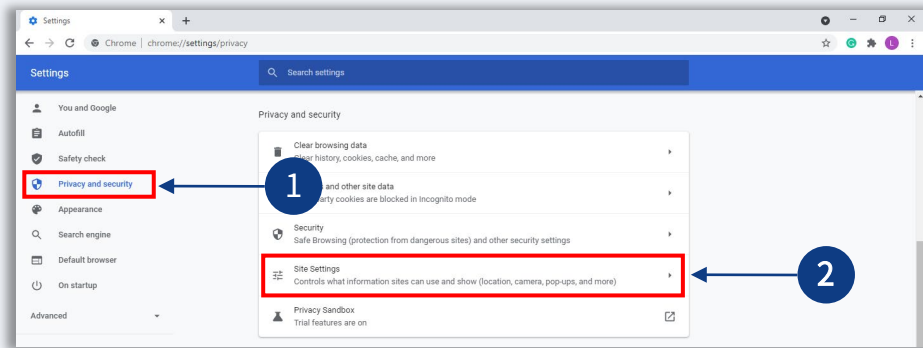 Settings
Chrome | chrome://settings/privacy
L
Settings
Search settings
You and Google
Autofill
Safety check
Privacy and security
Appearance
Search engine
Default browser
On startup
Advanced
Privacy and security
Clear browsing data
Clear history, cookies, cache, and more
and other site data
party cookies are blocked in Incognito mode
Security
Safe Browsing (protection from dangerous sites) and other security settings
Site Settings
Controls what information sites can use and show (location, camera, pop-ups, and more)
Privacy Sandbox
Trial features are on
1
2